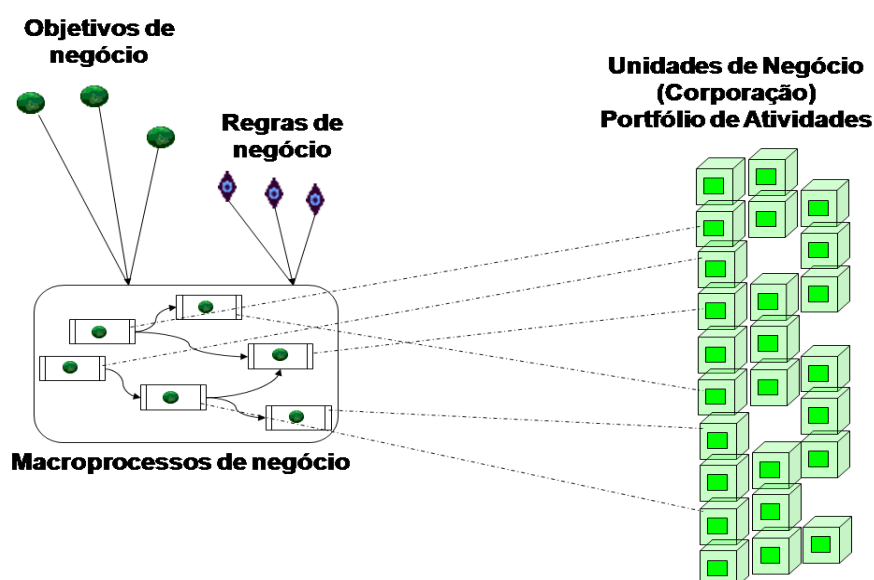 Objetivos de
negócio
Regras de
negócio
Unidades de Negócio
(Corporação)
Portfólio de Atividades
Macroprocessos de negócio